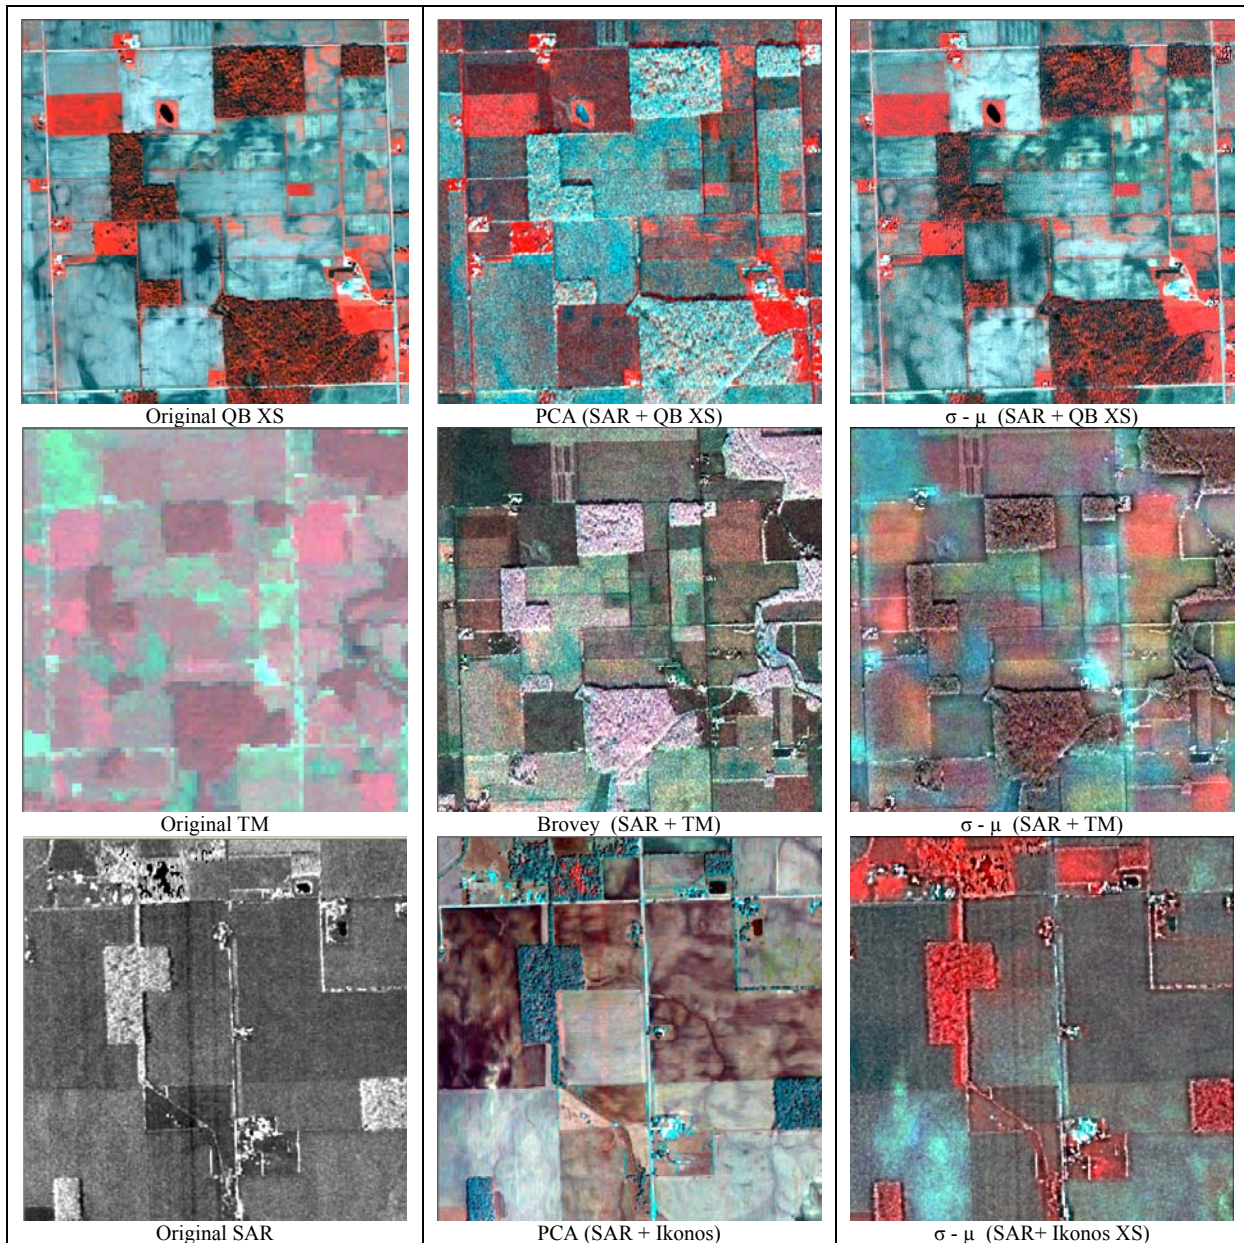 Original QB XS
PCA (SAR + QB XS)
σ - μ (SAR + QB XS)
Original TM
Brovey (SAR + TM)
σ - μ (SAR + TM)
Original SAR
PCA (SAR + Ikonos)
σ - μ (SAR+ Ikonos XS)